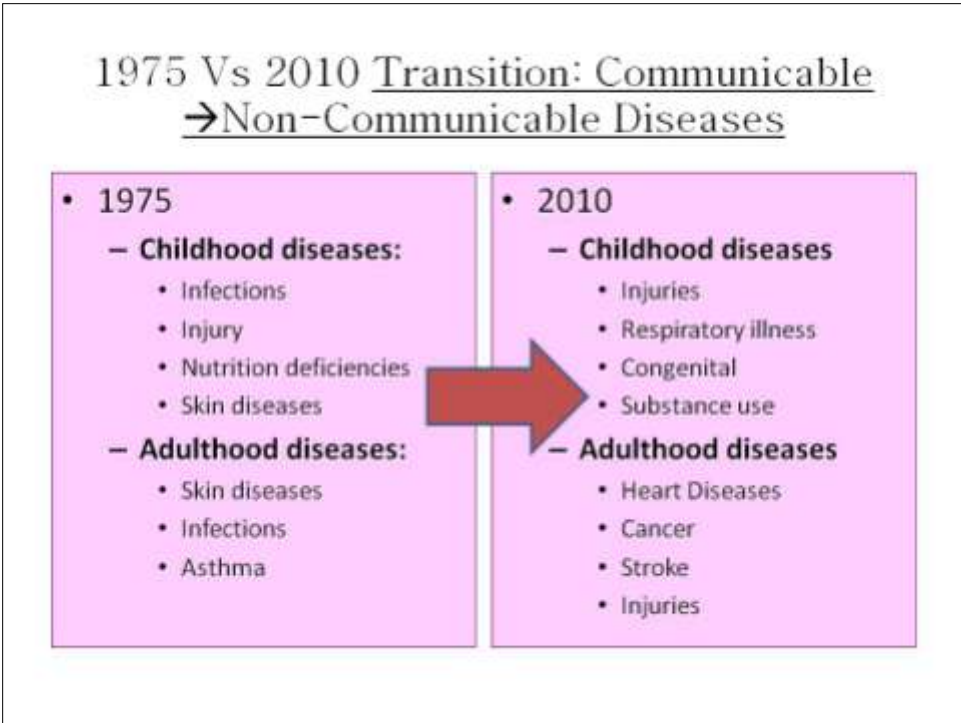 1975 Vs 2010 Transition: Communicable
→Non-Communicable Diseases
• 1975
– Childhood diseases:
• Infections
• Injury
• Nutrition deficiencies
• Skin diseases
– Adulthood diseases:
• Skin diseases
• Infections
• Asthma
• 2010
– Childhood diseases
• Injuries
• Respiratory illness
• Congenital
• Substance use
– Adulthood diseases
• Heart Diseases
• Cancer
• Stroke
• Injuries